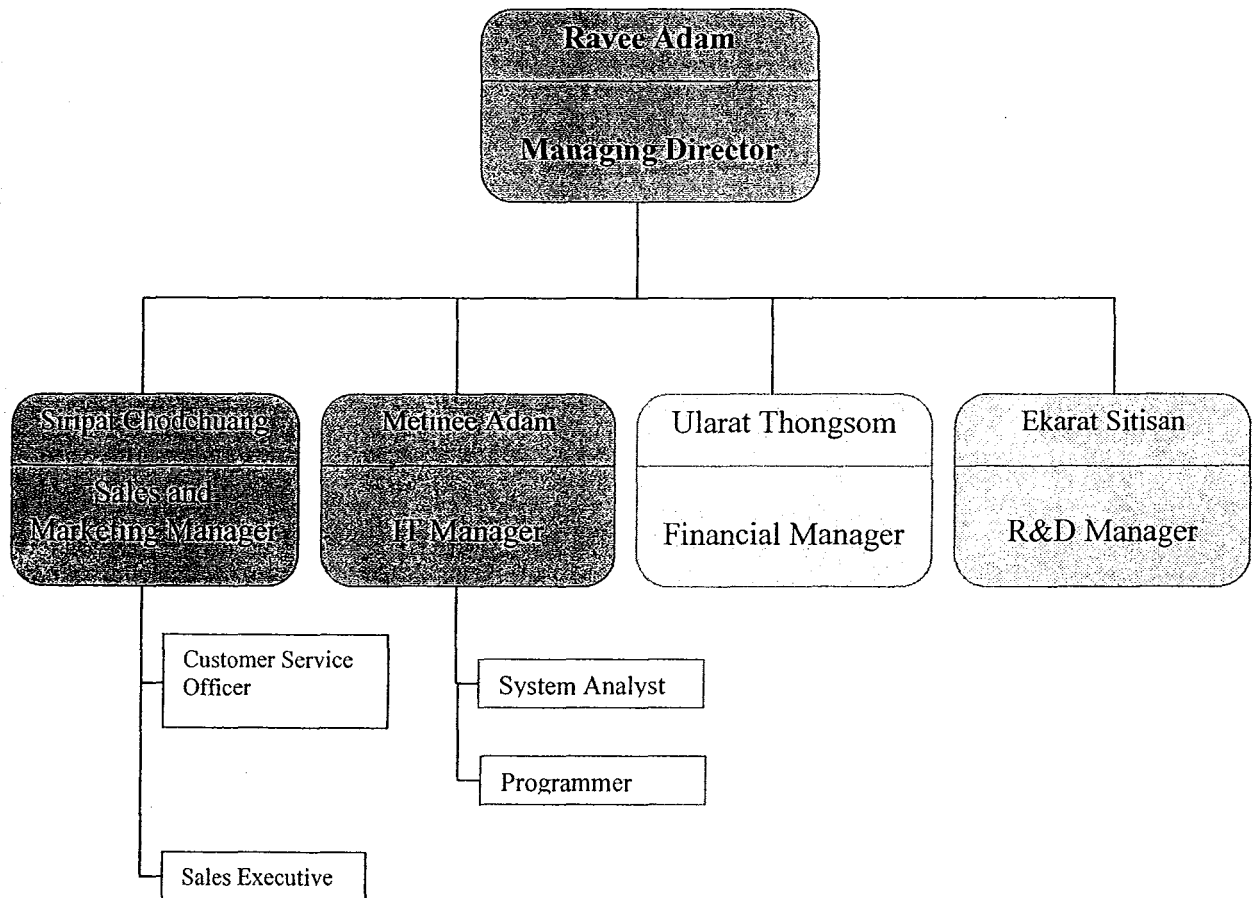 Ravee Adam
Managing Director
Siripat Chodchuang
Sales and
Marketing Manager
Metinee Adam
IT Manager
Ularat Thongsom
Financial Manager
Ekarat Sitisan
R&D Manager
Customer Service
Officer
Sales Executive
System Analyst
Programmer